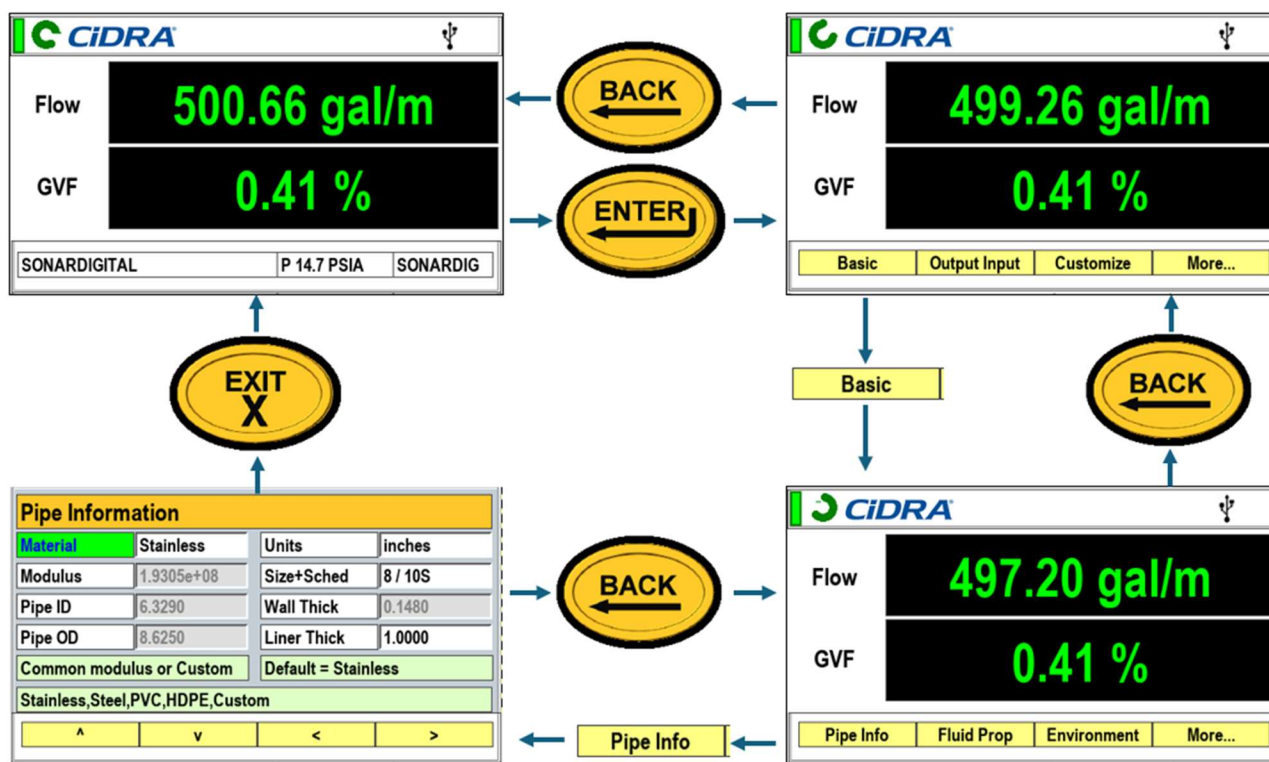 CiDRA®
Flow 500.66 gal/m
GVF 0.41 %
SONARDIGITAL P 14.7 PSIA SONARDIG
BACK
ENTER
CiDRA®
Flow 499.26 gal/m
GVF 0.41 %
Basic Output Input Customize More...
EXIT
X
Basic
BACK
Pipe Information
Material Stainless Units inches
Modulus 1.9305e+08 Size+Sched 8 / 10S
Pipe ID 6.3290 Wall Thick 0.1480
Pipe OD 8.6250 Liner Thick 1.0000
Common modulus or Custom Default = Stainless
Stainless,Steel,PVC,HDPE,Custom
^ v < >
BACK
Pipe Info
CiDRA®
Flow 497.20 gal/m
GVF 0.41 %
Pipe Info Fluid Prop Environment More...